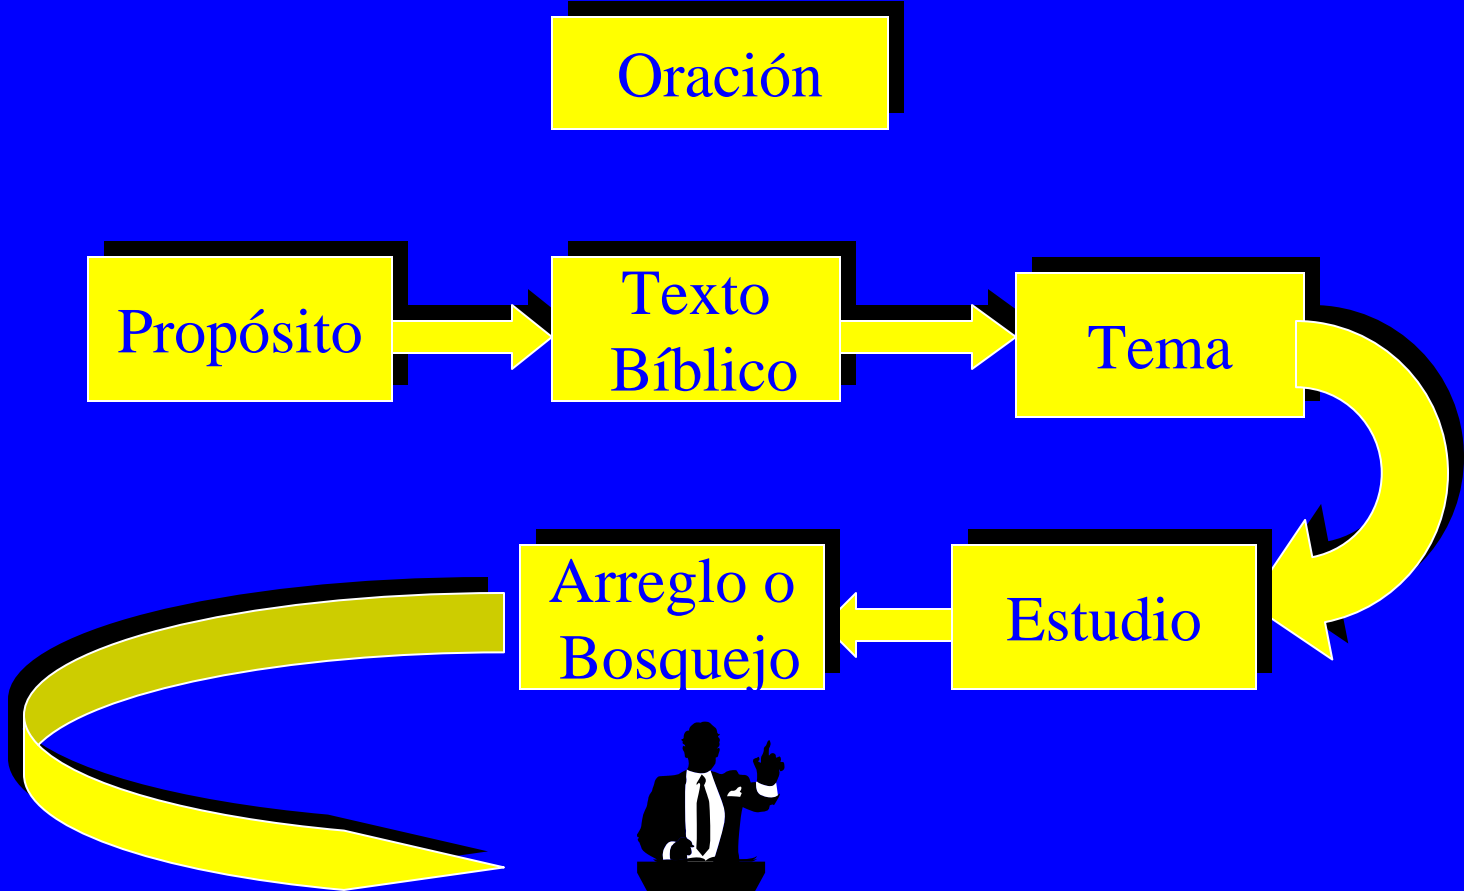 Oración
Propósito
Texto
Bíblico
Tema
Arreglo o
Bosquejo
Estudio